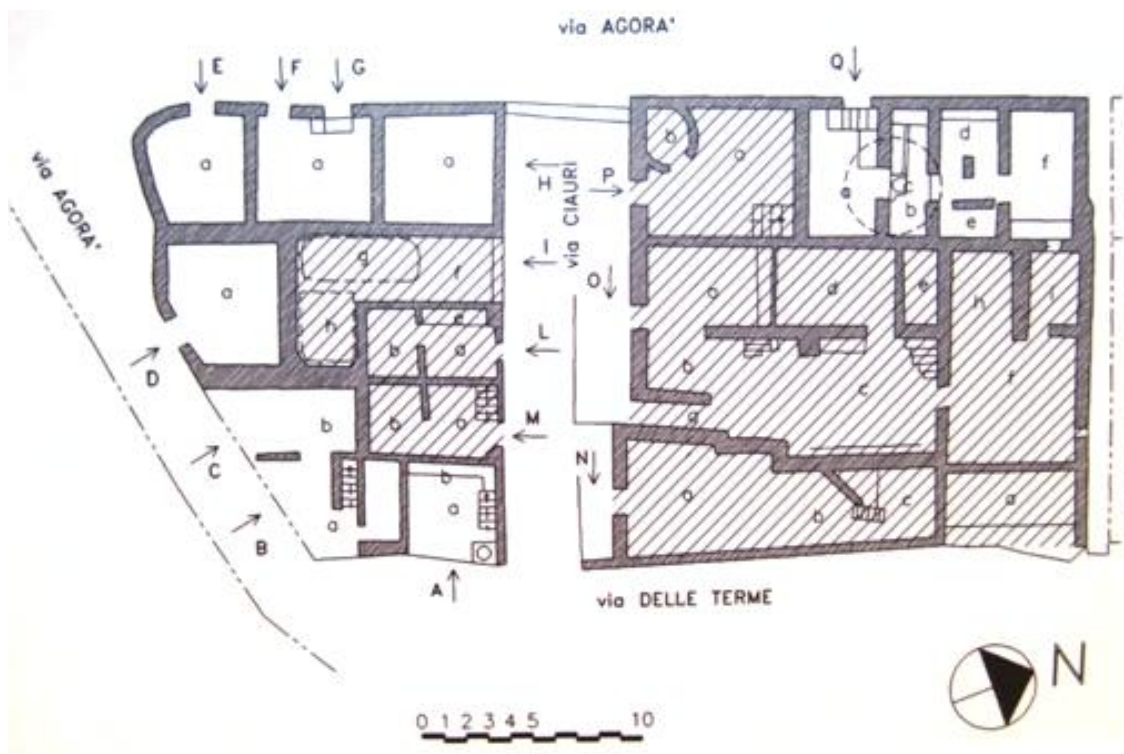 via AGORA'
E F G Q
via AGORA'
a a a b a a c b d e f
H P
via CIAURI
I
a g f h
O
L
a d e h i
b a e
b c f
D
M
b b a
g
C
N
b a a b c a
B
A
via DELLE TERME
N
0 1 2 3 4 5 10